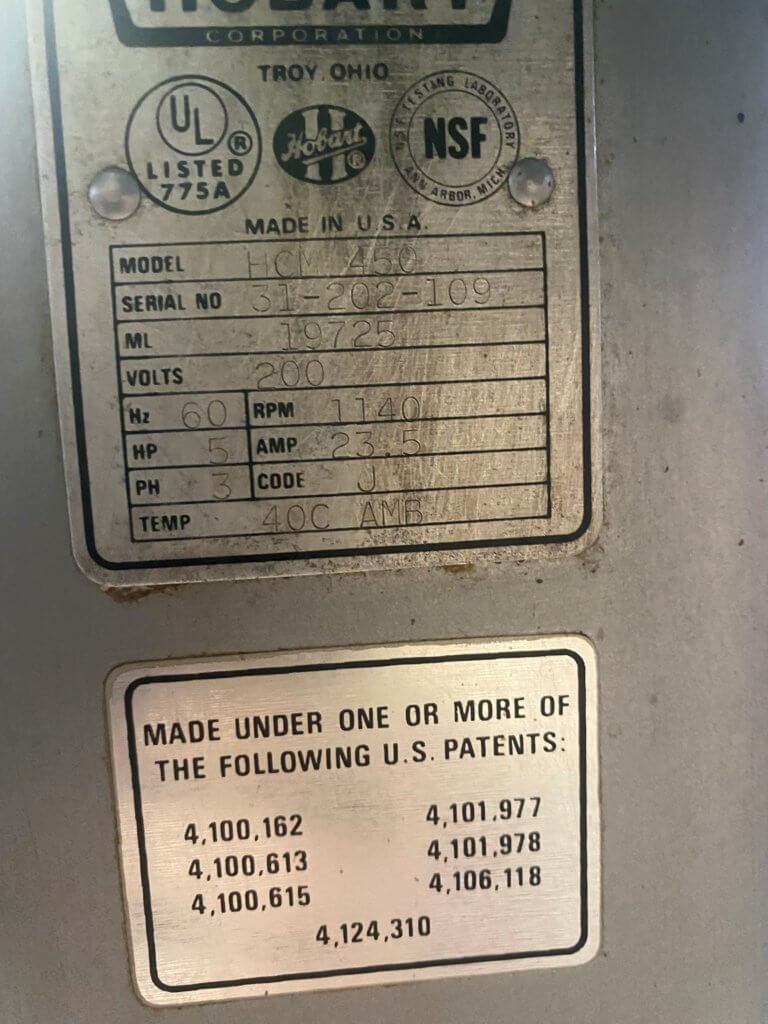 HOBART
CORPORATION
TROY, OHIO
UL ®
LISTED
775A
Hobart ®
NSF TESTING LABORATORY
NSF
ANN ARBOR, MICH.
MADE IN U.S.A.
MODEL HCM 450
SERIAL NO 31-202-109
ML 19725
VOLTS 200
Hz 60 RPM 1140
HP 5 AMP 23.5
PH 3 CODE J
TEMP 40C AMB
MADE UNDER ONE OR MORE OF
THE FOLLOWING U.S. PATENTS:
4,100,162 4,101,977
4,100,613 4,101,978
4,100,615 4,106,118
4,124,310